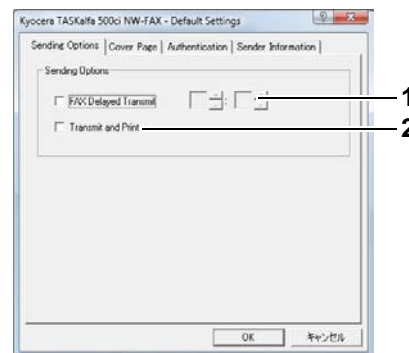 Kyocera TASKalfa 500ci NW-FAX - Default Settings
Sending Options Cover Page Authentication Sender Information
Sending Options
FAX Delayed Transmit : 1
Transmit and Print 2
OK キャンセル